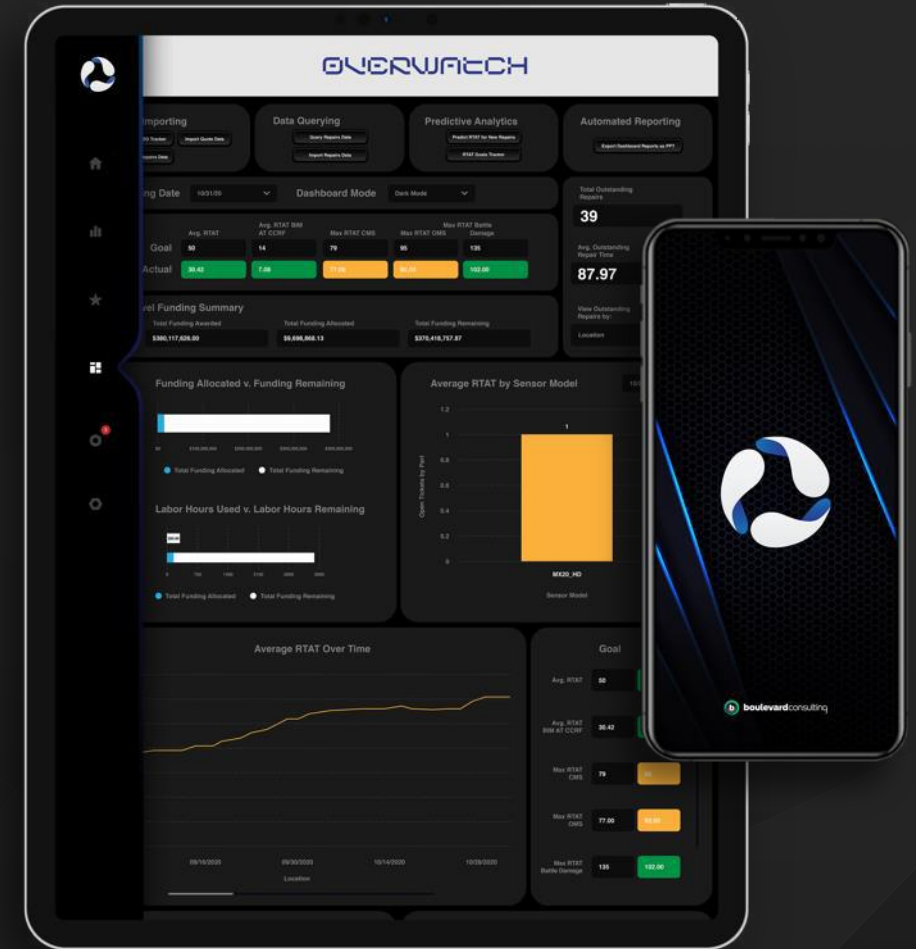 OVERWATCH
Importing
Data Querying
Predictive Analytics
Automated Reporting
Import Quote Data
Query Repairs Data
Import Repairs Data
Predict RTAT for New Repairs
RTAT Goals Tracker
Export Dashboard Reports as PPT
Date
10/31/20
Dashboard Mode
Dark Mode
Avg. RTAT
Avg. RTAT BIM AT CCRF
Max RTAT CMS
Max RTAT OMS
Max RTAT Battle Damage
Goal
50
14
79
95
135
Actual
30.42
7.08
77.00
102.00
Total Outstanding Repairs
39
Avg. Outstanding Repair Time
87.97
View Outstanding Repairs by:
Location
Funding Summary
Total Funding Awarded
Total Funding Allocated
Total Funding Remaining
$380,117,626.00
$9,698,868.13
$370,418,757.87
Funding Allocated v. Funding Remaining
$0
Total Funding Allocated
Total Funding Remaining
Labor Hours Used v. Labor Hours Remaining
Total Funding Allocated
Total Funding Remaining
Average RTAT by Sensor Model
1.2
1
0.8
0.6
0.4
0.2
0
Open Tickets by Part
1
MX20_HD
Sensor Model
Average RTAT Over Time
09/16/2020
09/30/2020
10/14/2020
10/28/2020
Location
Goal
Avg. RTAT
50
Avg. RTAT
BIM AT CCRF
30.42
Max RTAT
CMS
79
Max RTAT
OMS
77.00
Max RTAT
Battle Damage
135
102.00
b boulevardconsulting